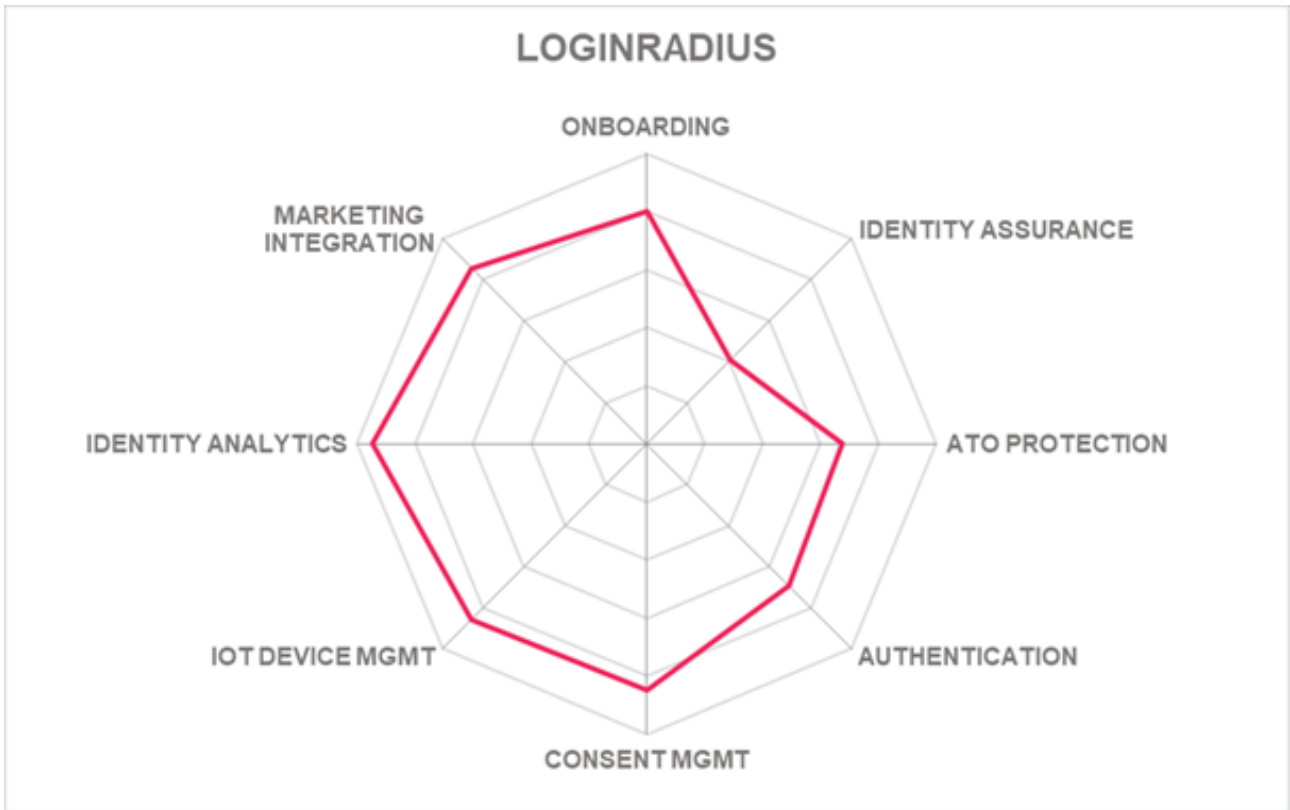 LOGINRADIUS
ONBOARDING
MARKETING
INTEGRATION
IDENTITY ASSURANCE
IDENTITY ANALYTICS
ATO PROTECTION
IOT DEVICE MGMT
AUTHENTICATION
CONSENT MGMT